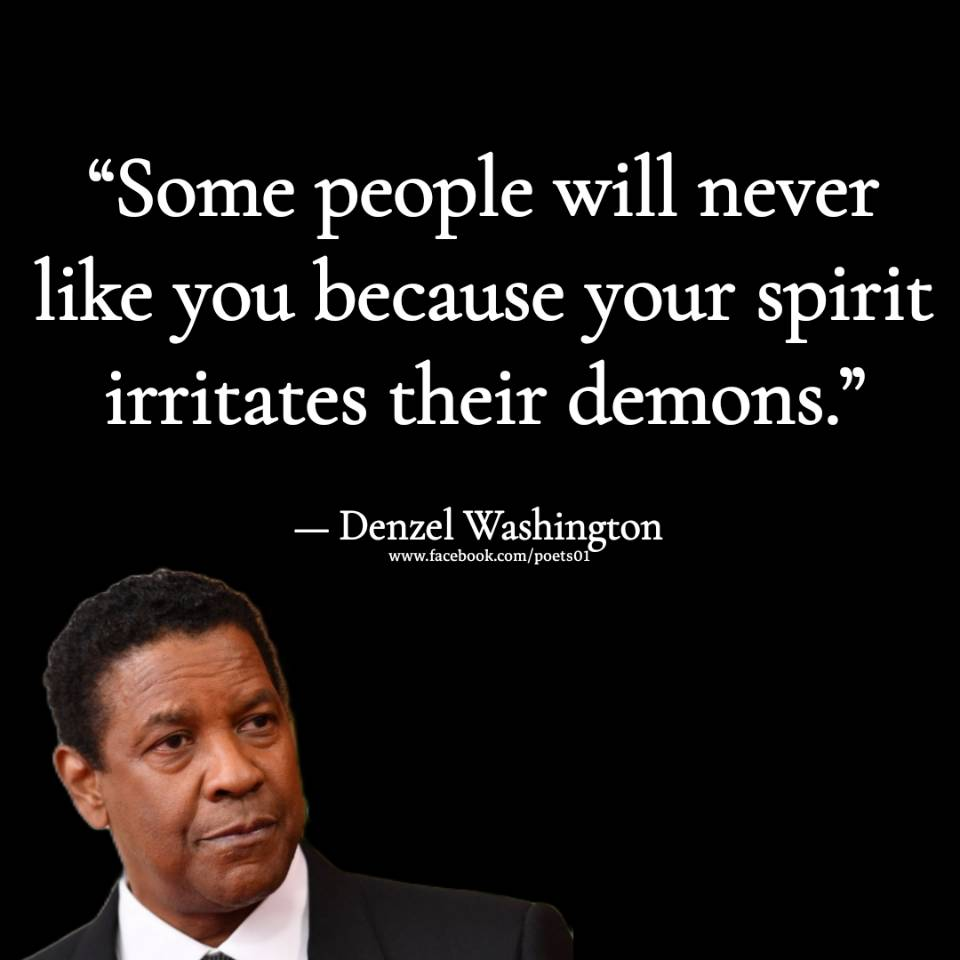 “Some people will never
like you because your spirit
irritates their demons.”
— Denzel Washington
www.facebook.com/poets01